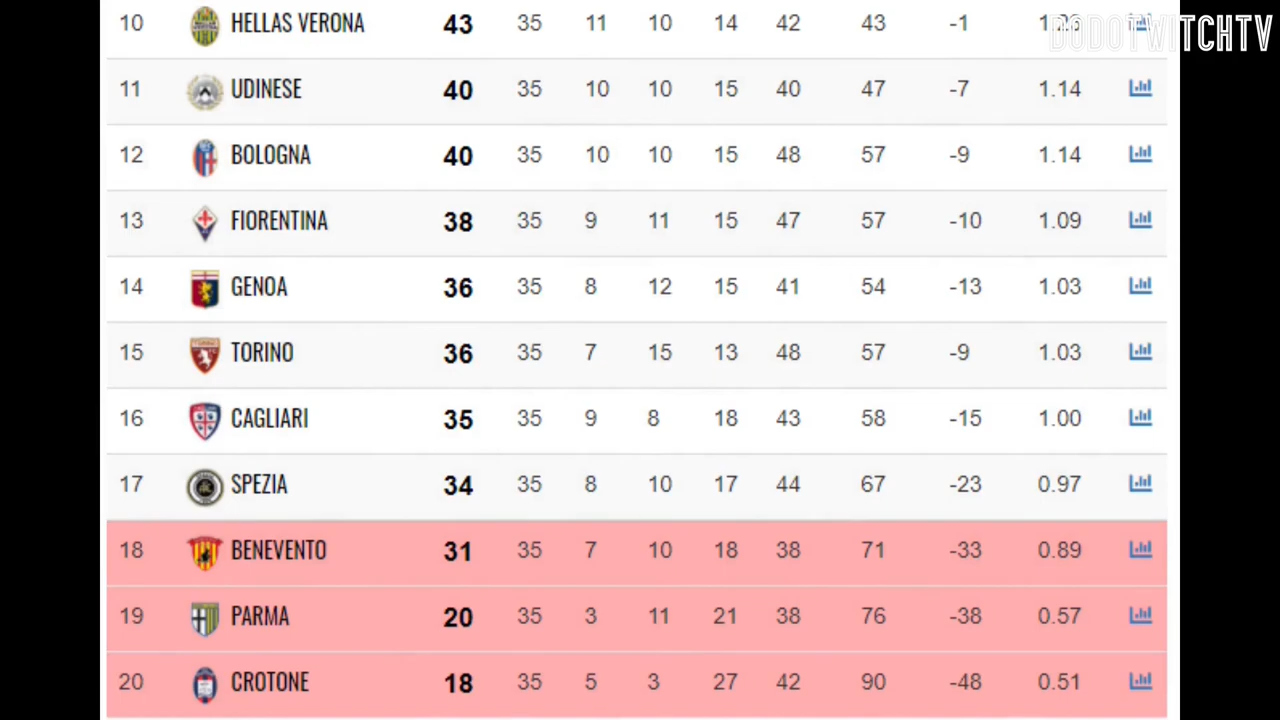 10 HELLAS VERONA 43 35 11 10 14 42 43 -1
DODOTWITCHTV
11 UDINESE 40 35 10 10 15 40 47 -7 1.14
12 BOLOGNA 40 35 10 10 15 48 57 -9 1.14
13 FIORENTINA 38 35 9 11 15 47 57 -10 1.09
14 GENOA 36 35 8 12 15 41 54 -13 1.03
15 TORINO 36 35 7 15 13 48 57 -9 1.03
16 CAGLIARI 35 35 9 8 18 43 58 -15 1.00
17 SPEZIA 34 35 8 10 17 44 67 -23 0.97
18 BENEVENTO 31 35 7 10 18 38 71 -33 0.89
19 PARMA 20 35 3 11 21 38 76 -38 0.57
20 CROTONE 18 35 5 3 27 42 90 -48 0.51